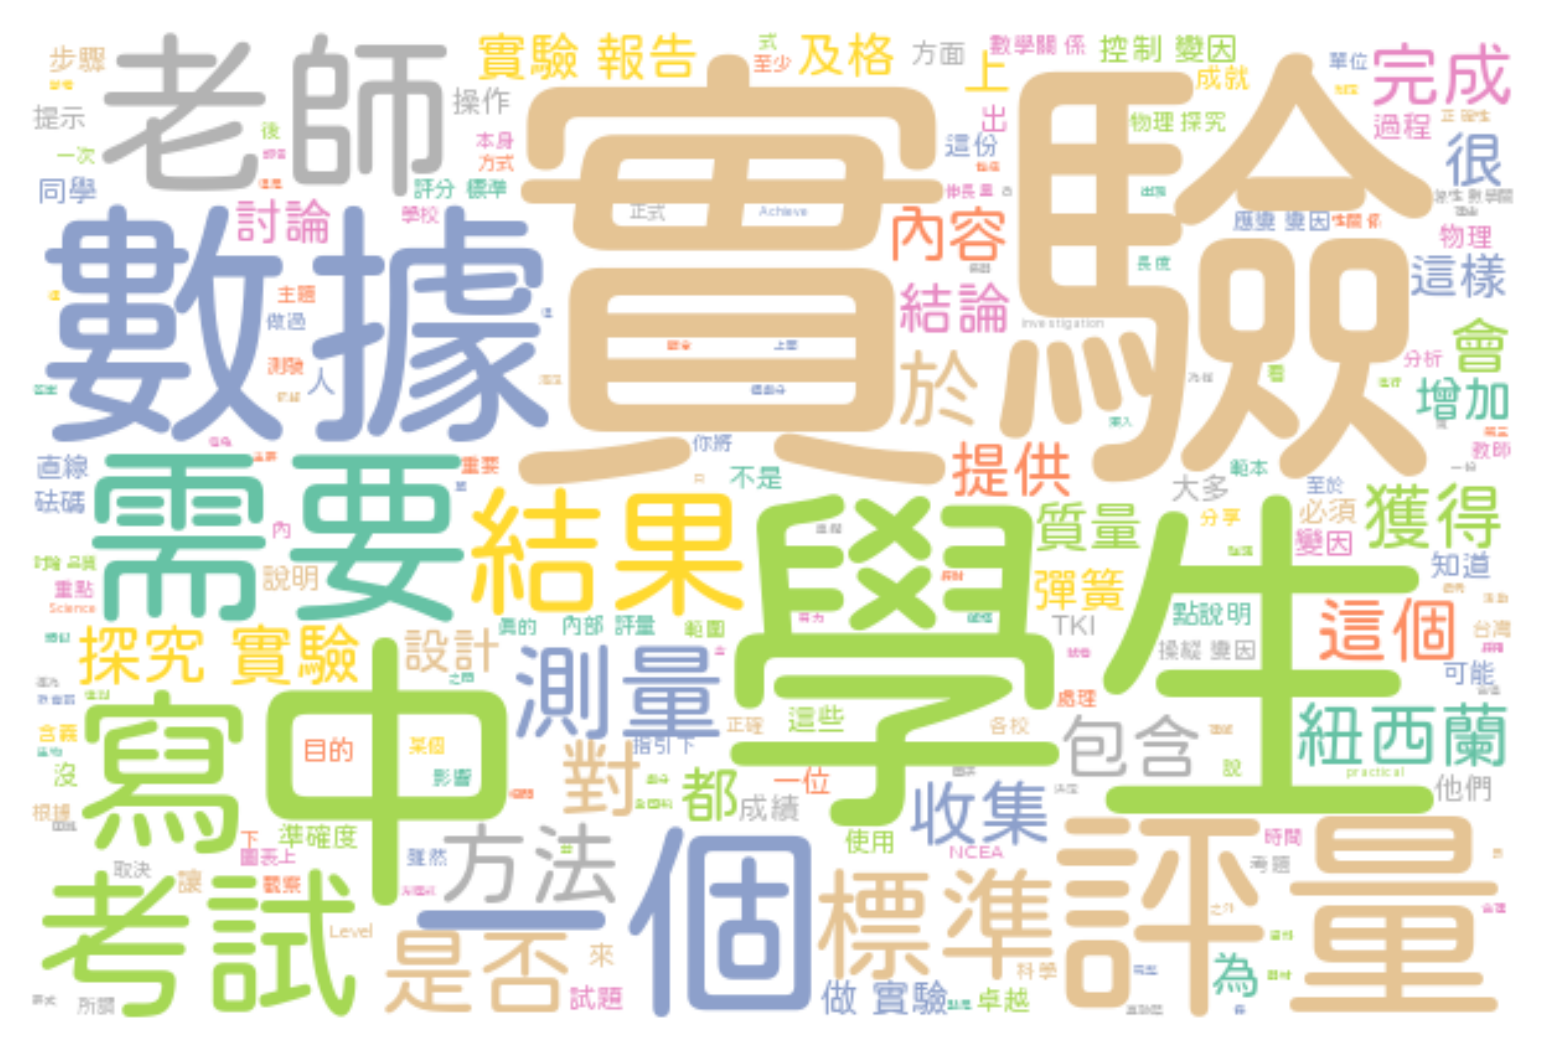 步驟
老師
實驗 報告
式
至少
及格
方面
上
數學關 係
控制 變因
成就
單位
完成
提示
操作
後
一次
本身
方式
出
這份
物理 探究
過程
很
同學
評分 標準
學校
正式
Achieve
實驗
應變 變因
討論
數據
內容
物理
這樣
長度
主題
做過
結論
investigation
會
測驗
人
於
分析
增加
你將
教師
直線
砝碼
需要
重要
結果
不是
提供
大多
範本
至於
必須
獲得
內
說明
學生
質量
分享
變因
知道
重點
Science
彈簧
點說明
這個
台灣
探究 實驗
設計
真的
內部 評量
範圍
TKI
操縱 變因
可能
測量
處理
寫
中
含義
目的
某個
影響
正確
這些
各校
包含
紐西蘭
沒
指引下
對
都
一位
說
practical
他們
根據
成績
收集
下
準確度
圖表上
雖然
方法
使用
NCEA
時間
考題
評量
取決
讓
觀察
考試
Level
一個
標準
之外
是否
來
科學
為
所謂
試題
做 實驗
卓越